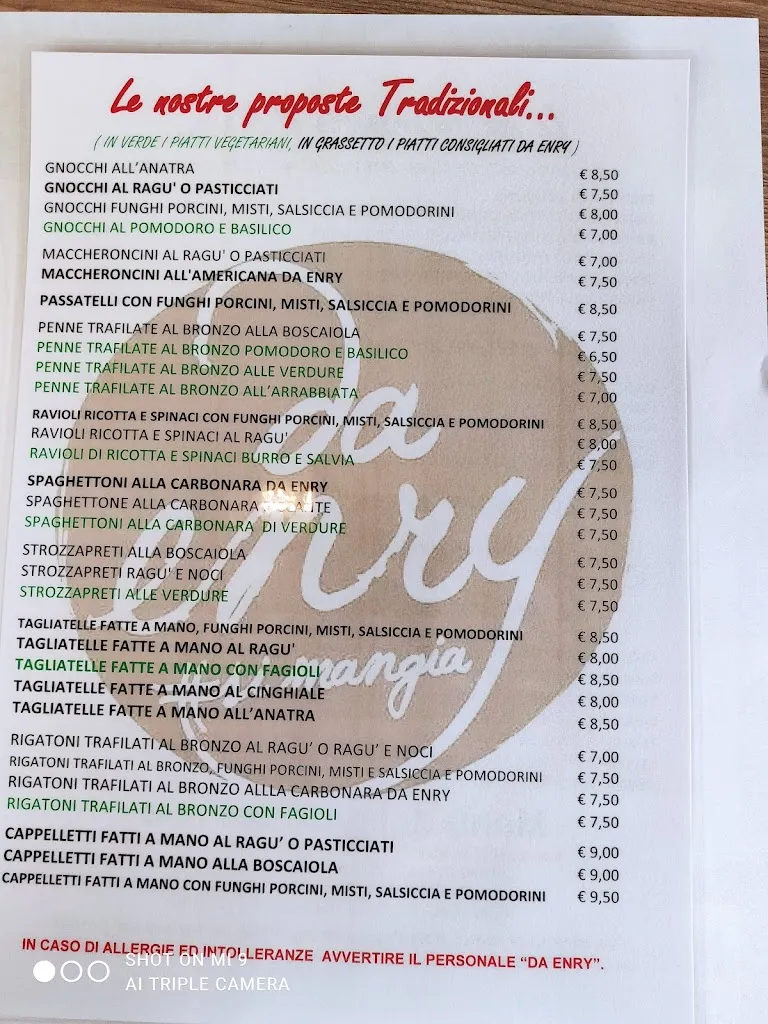 Le nostre proposte Tradizionali...
( IN VERDE I PIATTI VEGETARIANI, IN GRASSETTO I PIATTI CONSIGLIATI DA ENRY )
GNOCCHI ALL'ANATRA € 8,50
GNOCCHI AL RAGU' O PASTICCIATI € 7,50
GNOCCHI FUNGHI PORCINI, MISTI, SALSICCIA E POMODORINI € 8,00
GNOCCHI AL POMODORO E BASILICO € 7,00
MACCHERONCINI AL RAGU' O PASTICCIATI € 7,00
MACCHERONCINI ALL'AMERICANA DA ENRY € 7,50
PASSATELLI CON FUNGHI PORCINI, MISTI, SALSICCIA E POMODORINI € 8,50
PENNE TRAFILATE AL BRONZO ALLA BOSCAIOLA € 7,50
PENNE TRAFILATE AL BRONZO POMODORO E BASILICO € 6,50
PENNE TRAFILATE AL BRONZO ALLE VERDURE € 7,50
PENNE TRAFILATE AL BRONZO ALL'ARRABBIATA € 7,00
RAVIOLI RICOTTA E SPINACI CON FUNGHI PORCINI, MISTI, SALSICCIA E POMODORINI € 8,50
RAVIOLI RICOTTA E SPINACI AL RAGU' € 8,00
RAVIOLI DI RICOTTA E SPINACI BURRO E SALVIA € 7,50
SPAGHETTONI ALLA CARBONARA DA ENRY € 7,50
SPAGHETTONE ALLA CARBONARA € 7,50
SPAGHETTONI ALLA CARBONARA DI VERDURE € 7,50
STROZZAPRETI ALLA BOSCAIOLA € 7,50
STROZZAPRETI RAGU' E NOCI € 7,50
STROZZAPRETI ALLE VERDURE € 7,50
TAGLIATELLE FATTE A MANO, FUNGHI PORCINI, MISTI, SALSICCIA E POMODORINI € 8,50
TAGLIATELLE FATTE A MANO AL RAGU' € 8,00
TAGLIATELLE FATTE A MANO CON FAGIOLI € 8,50
TAGLIATELLE FATTE A MANO AL CINGHIALE € 8,00
TAGLIATELLE FATTE A MANO ALL'ANATRA € 8,50
RIGATONI TRAFILATI AL BRONZO AL RAGU' O RAGU' E NOCI € 7,00
RIGATONI TRAFILATI AL BRONZO, FUNGHI PORCINI, MISTI E SALSICCIA E POMODORINI € 7,50
RIGATONI TRAFILATI AL BRONZO ALLLA CARBONARA DA ENRY € 7,50
RIGATONI TRAFILATI AL BRONZO CON FAGIOLI € 7,50
CAPPELLETTI FATTI A MANO AL RAGU' O PASTICCIATI € 9,00
CAPPELLETTI FATTI A MANO ALLA BOSCAIOLA € 9,00
CAPPELLETTI FATTI A MANO CON FUNGHI PORCINI, MISTI, SALSICCIA E POMODORINI € 9,50
Da
enry
mangia
IN CASO DI ALLERGIE ED INTOLLERANZE AVVERTIRE IL PERSONALE "DA ENRY".
SHOT ON MI 9
AI TRIPLE CAMERA